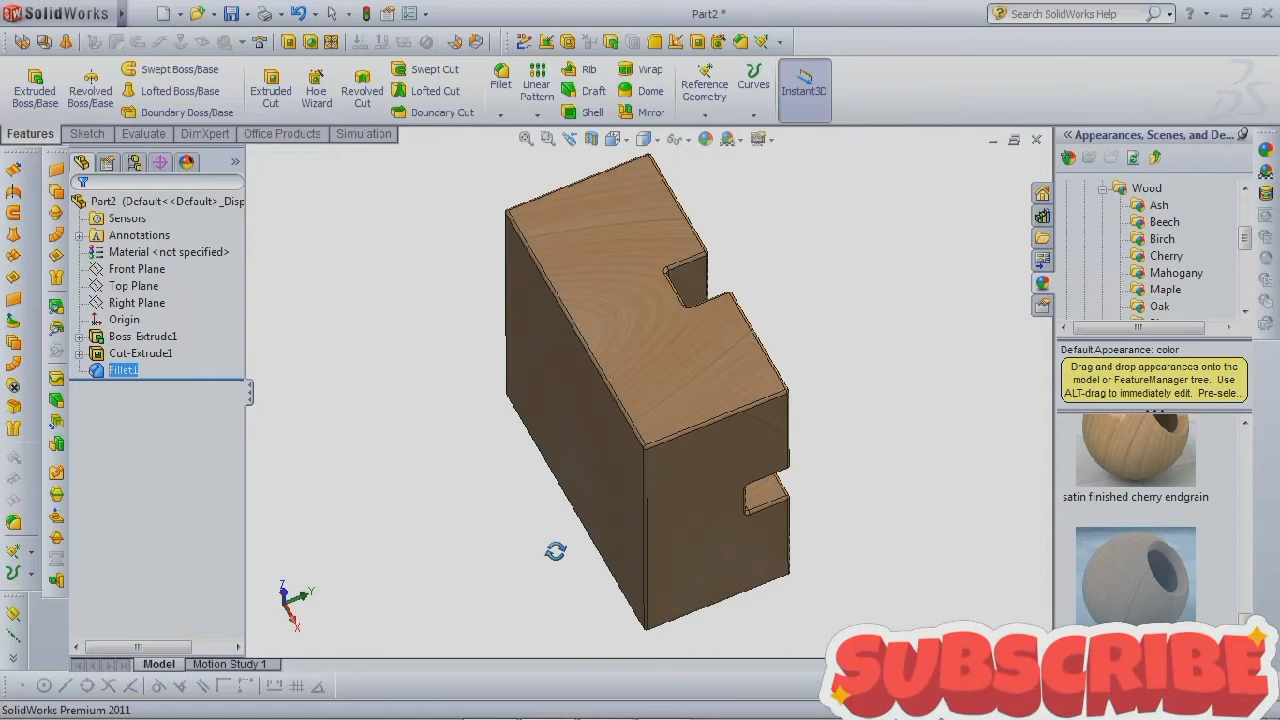 SolidWorks
Part2 *
Search SolidWorks Help
Extruded Boss/Base
Revolved Boss/Base
Swept Boss/Base
Lofted Boss/Base
Boundary Boss/Base
Extruded Cut
Hoe Wizard
Revolved Cut
Swept Cut
Lofted Cut
Boundary Cut
Fillet
Linear Pattern
Rib
Draft
Shell
Wrap
Dome
Mirror
Reference Geometry
Curves
Instant3D
Features
Sketch
Evaluate
DimXpert
Office Products
Simulation
Part2 (Default<<Default>_Disp
Sensors
Annotations
Material <not specified>
Front Plane
Top Plane
Right Plane
Origin
Boss-Extrude1
Cut-Extrude1
Fillet1
Appearances, Scenes, and De...
Wood
Ash
Beech
Birch
Cherry
Mahogany
Maple
Oak
DefaultAppearance: color
Drag and drop appearances onto the
model or FeatureManager tree. Use
ALT-drag to immediately edit. Pre-sele..
satin finished cherry endgrain
Z
Y
X
Model
Motion Study 1
SolidWorks Premium 2011
SUBSCRIBE